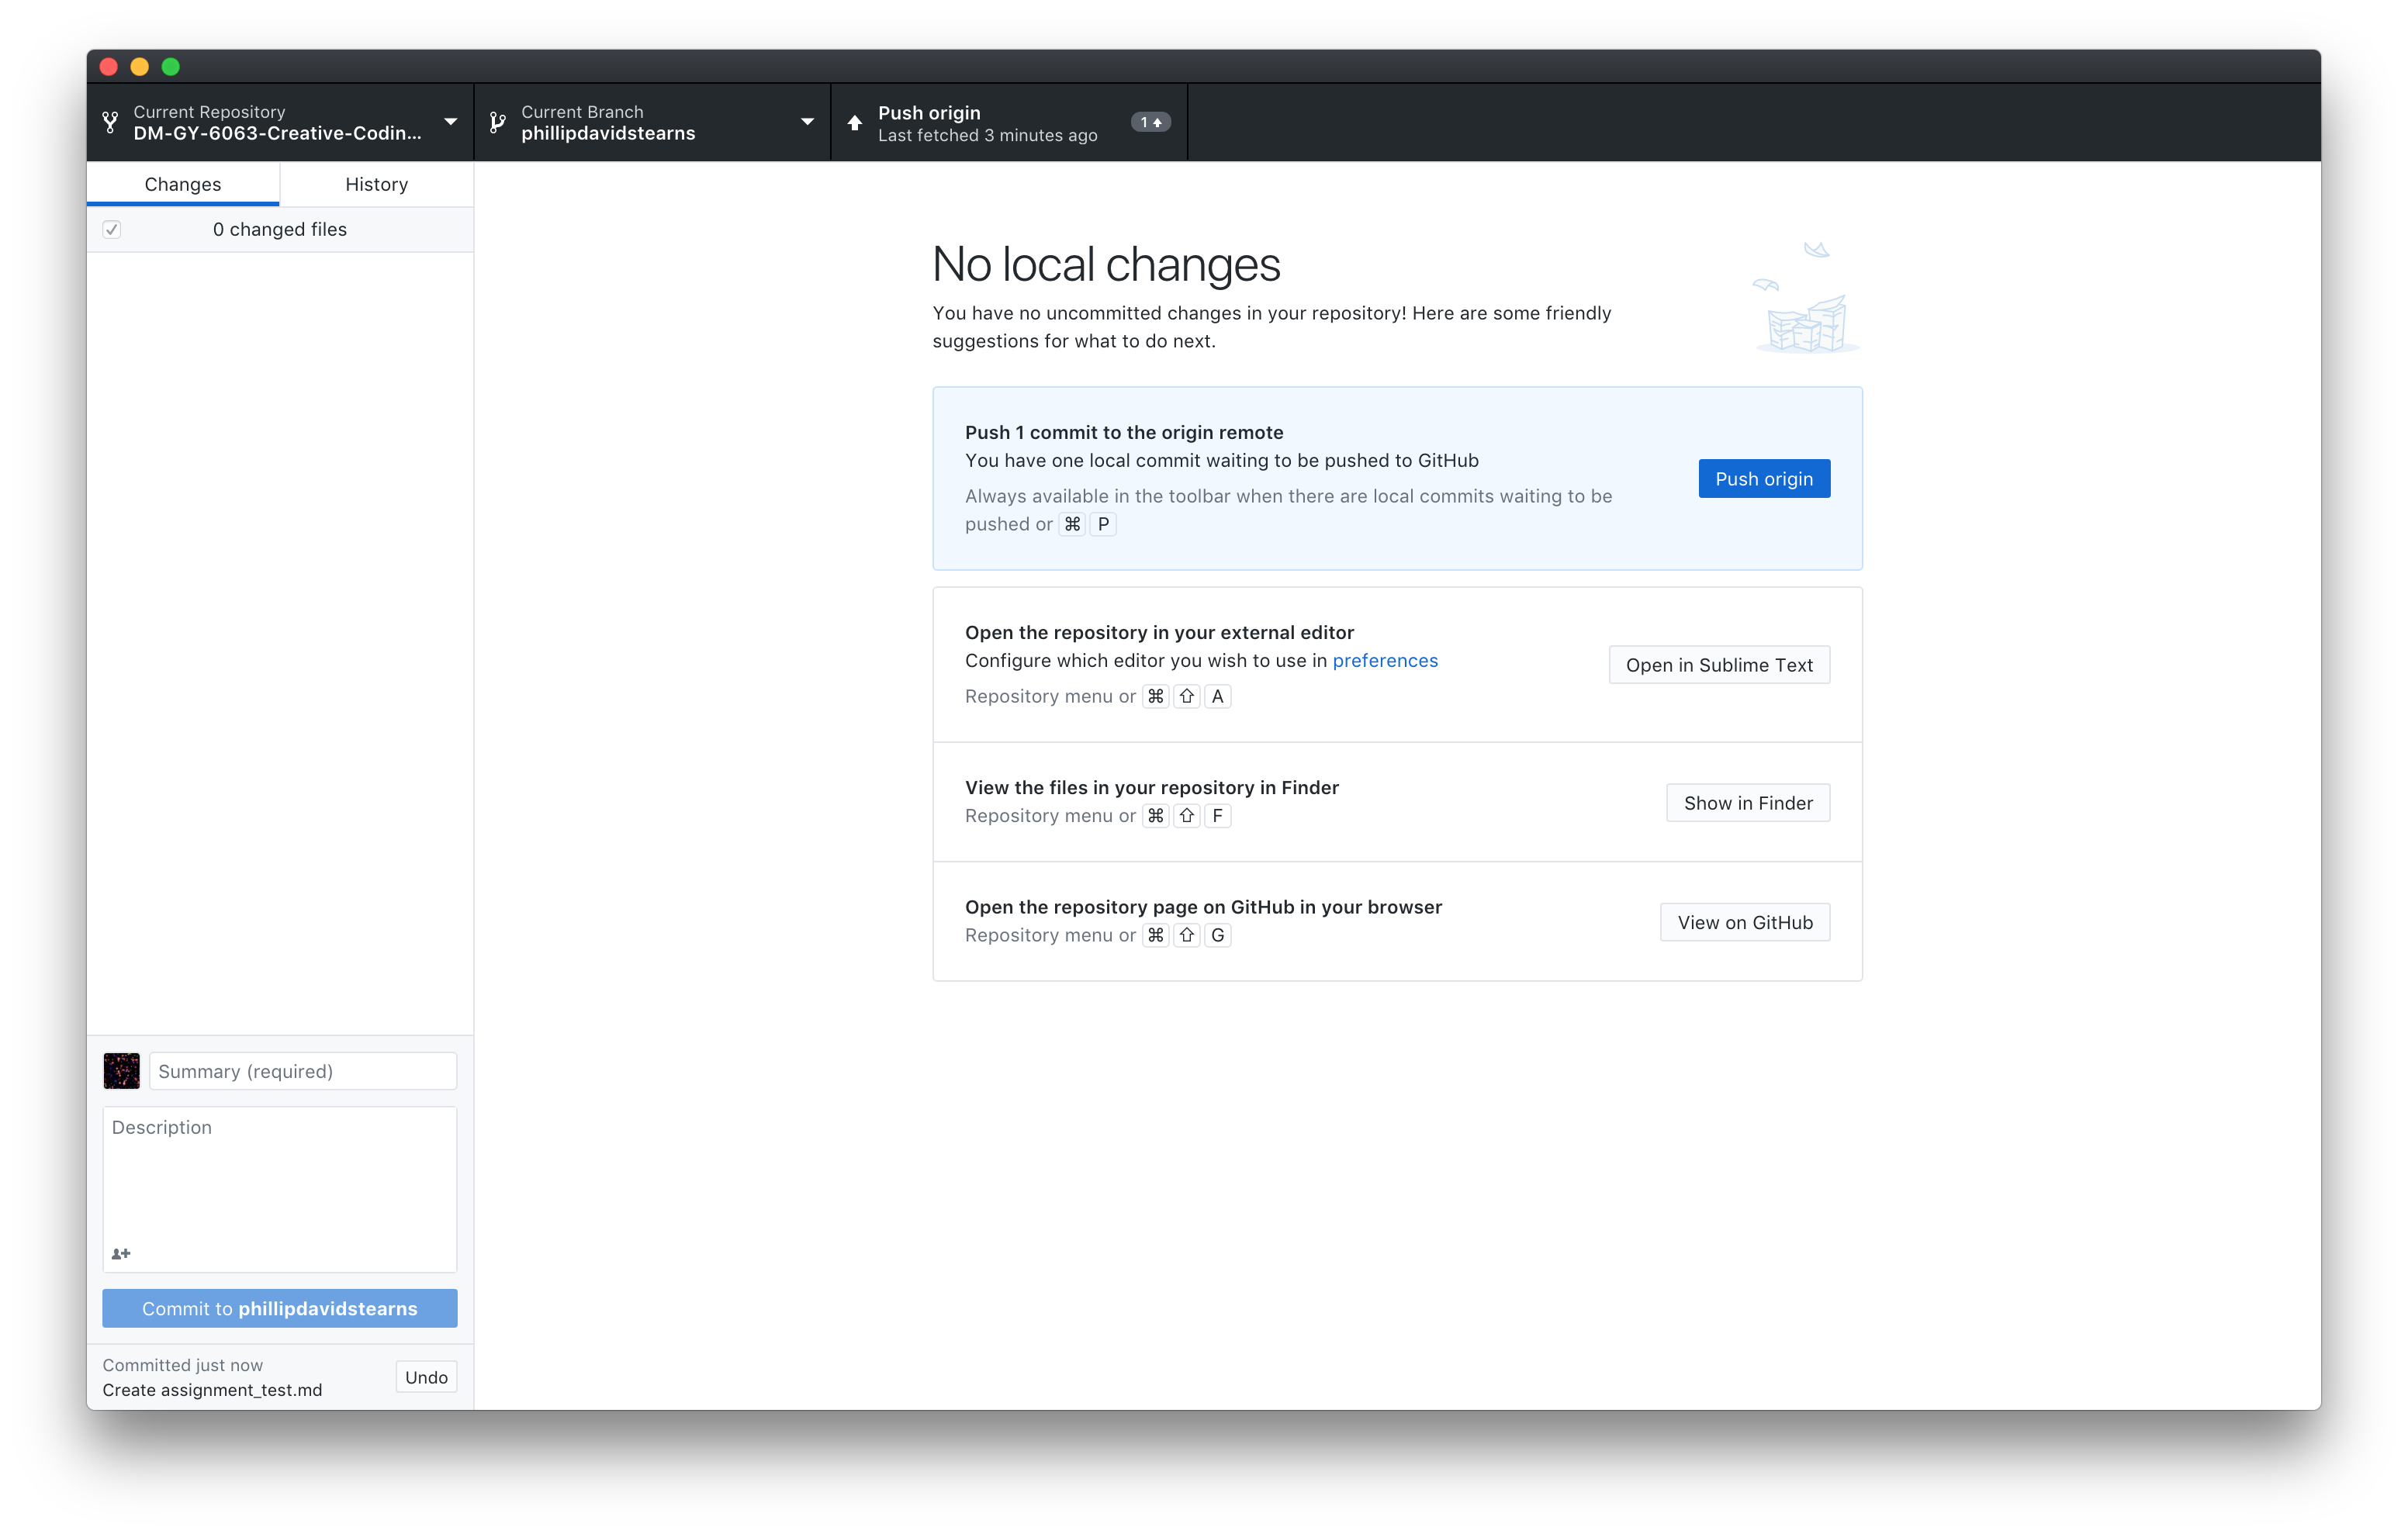 Current Repository
DM-GY-6063-Creative-Codin...
Current Branch
phillipdavidstearns
Push origin
Last fetched 3 minutes ago
1
Changes
History
0 changed files
No local changes
You have no uncommitted changes in your repository! Here are some friendly
suggestions for what to do next.
Push 1 commit to the origin remote
You have one local commit waiting to be pushed to GitHub
Always available in the toolbar when there are local commits waiting to be
pushed or ⌘ P
Push origin
Open the repository in your external editor
Configure which editor you wish to use in preferences
Repository menu or ⌘ ⇧ A
Open in Sublime Text
View the files in your repository in Finder
Repository menu or ⌘ ⇧ F
Show in Finder
Open the repository page on GitHub in your browser
Repository menu or ⌘ ⇧ G
View on GitHub
Summary (required)
Description
Commit to phillipdavidstearns
Committed just now
Create assignment_test.md
Undo